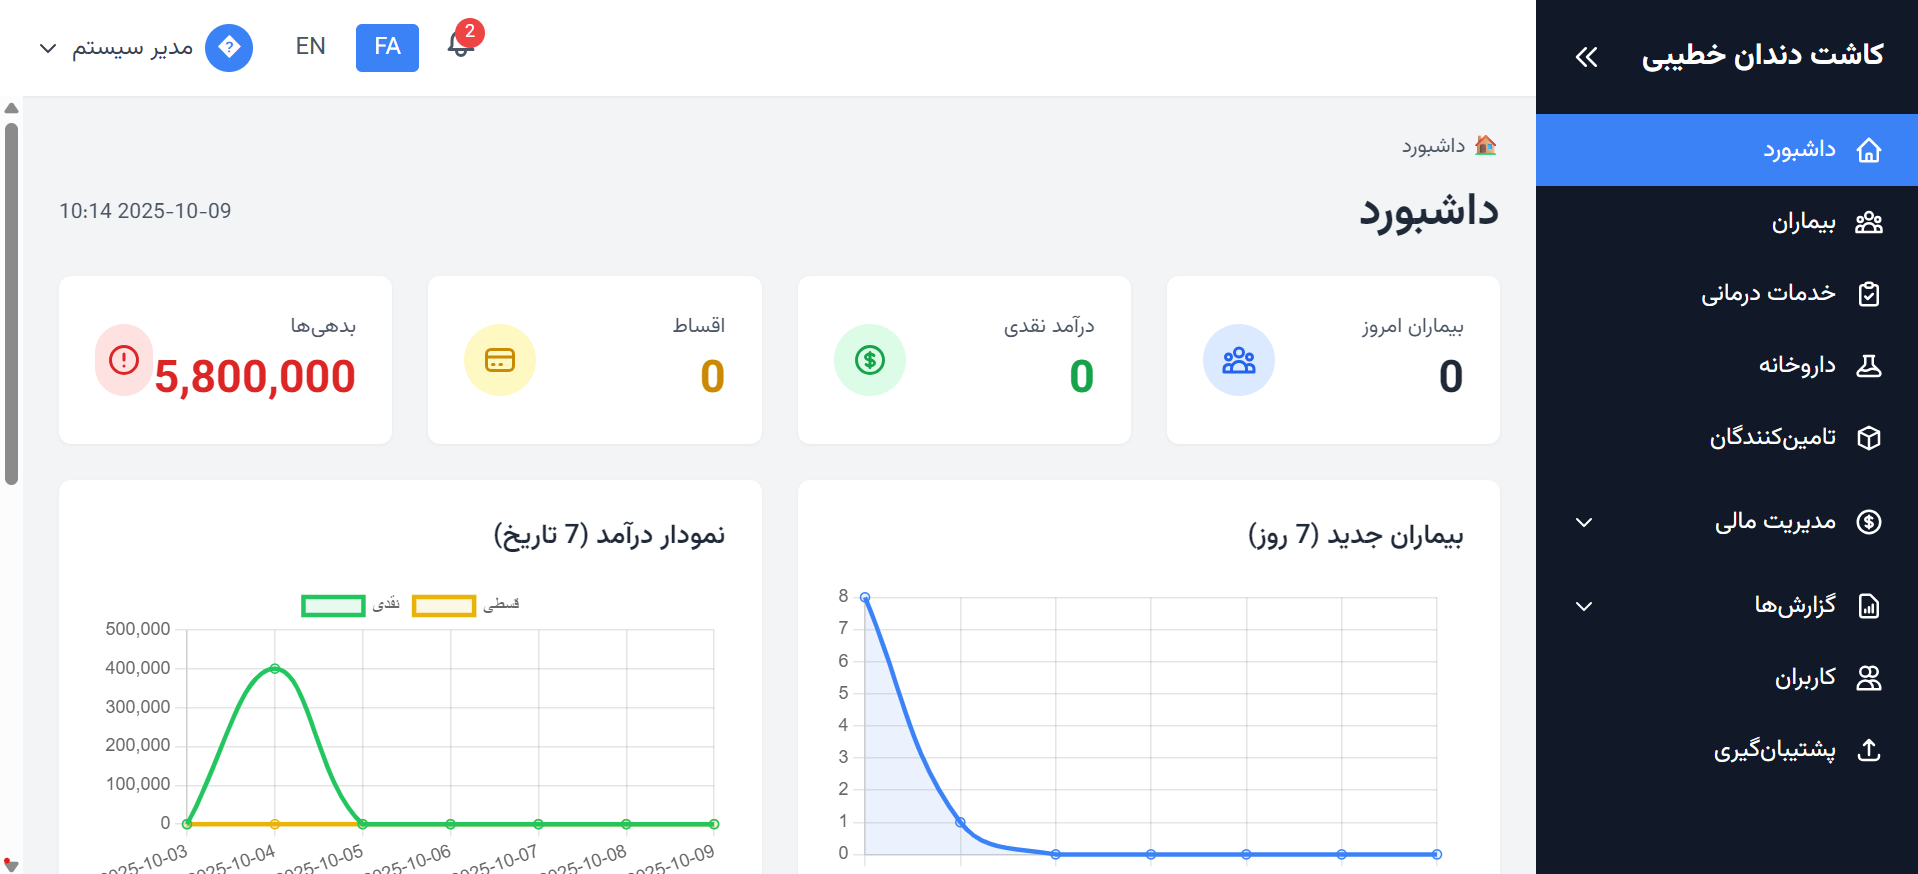 کاشت دندان خطیبی
داشبورد
بیماران
خدمات درمانی
داروخانه
تامین‌کنندگان
مدیریت مالی
گزارش‌ها
کاربران
پشتیبان‌گیری
2
FA
EN
?
مدیر سیستم
داشبورد
داشبورد
2025-10-09 10:14
بیماران امروز
0
درآمد نقدی
0
اقساط
0
بدهی‌ها
5,800,000
بیماران جدید (7 روز)
8
7
6
5
4
3
2
1
0
نمودار درآمد (7 تاریخ)
قسطی
نقدی
500,000
400,000
300,000
200,000
100,000
0
2025-10-03
2025-10-04
2025-10-05
2025-10-06
2025-10-07
2025-10-08
2025-10-09